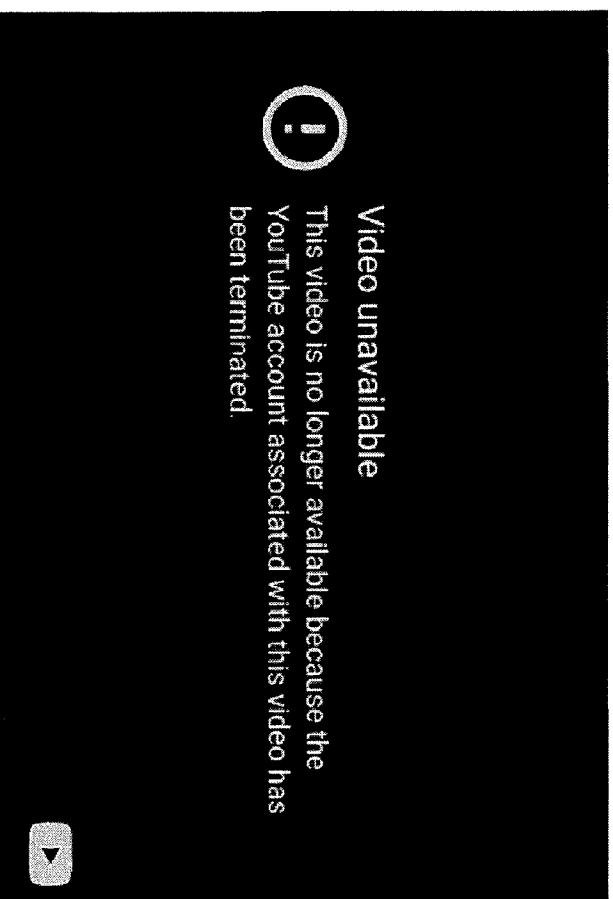 Video unavailable
This video is no longer available because the
YouTube account associated with this video has
been terminated.